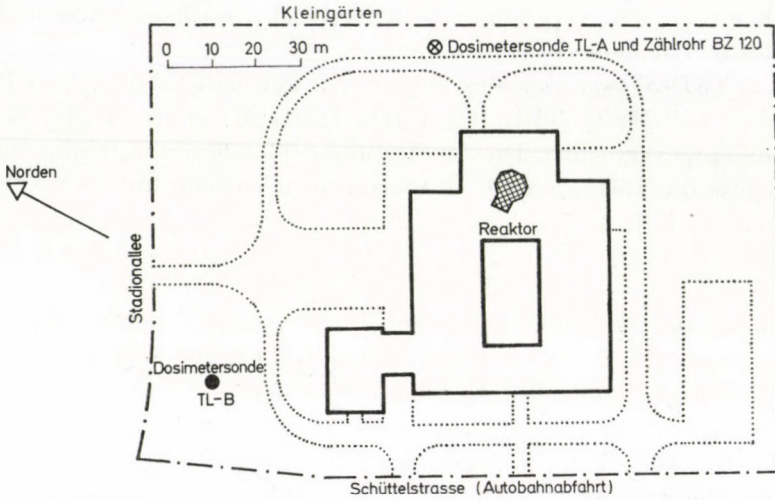 Kleingärten
0 10 20 30 m
Dosimetersonde TL-A und Zählrohr BZ 120
Norden
Stadionallee
Reaktor
Dosimetersonde
TL-B
Schüttelstrasse (Autobahnabfahrt)